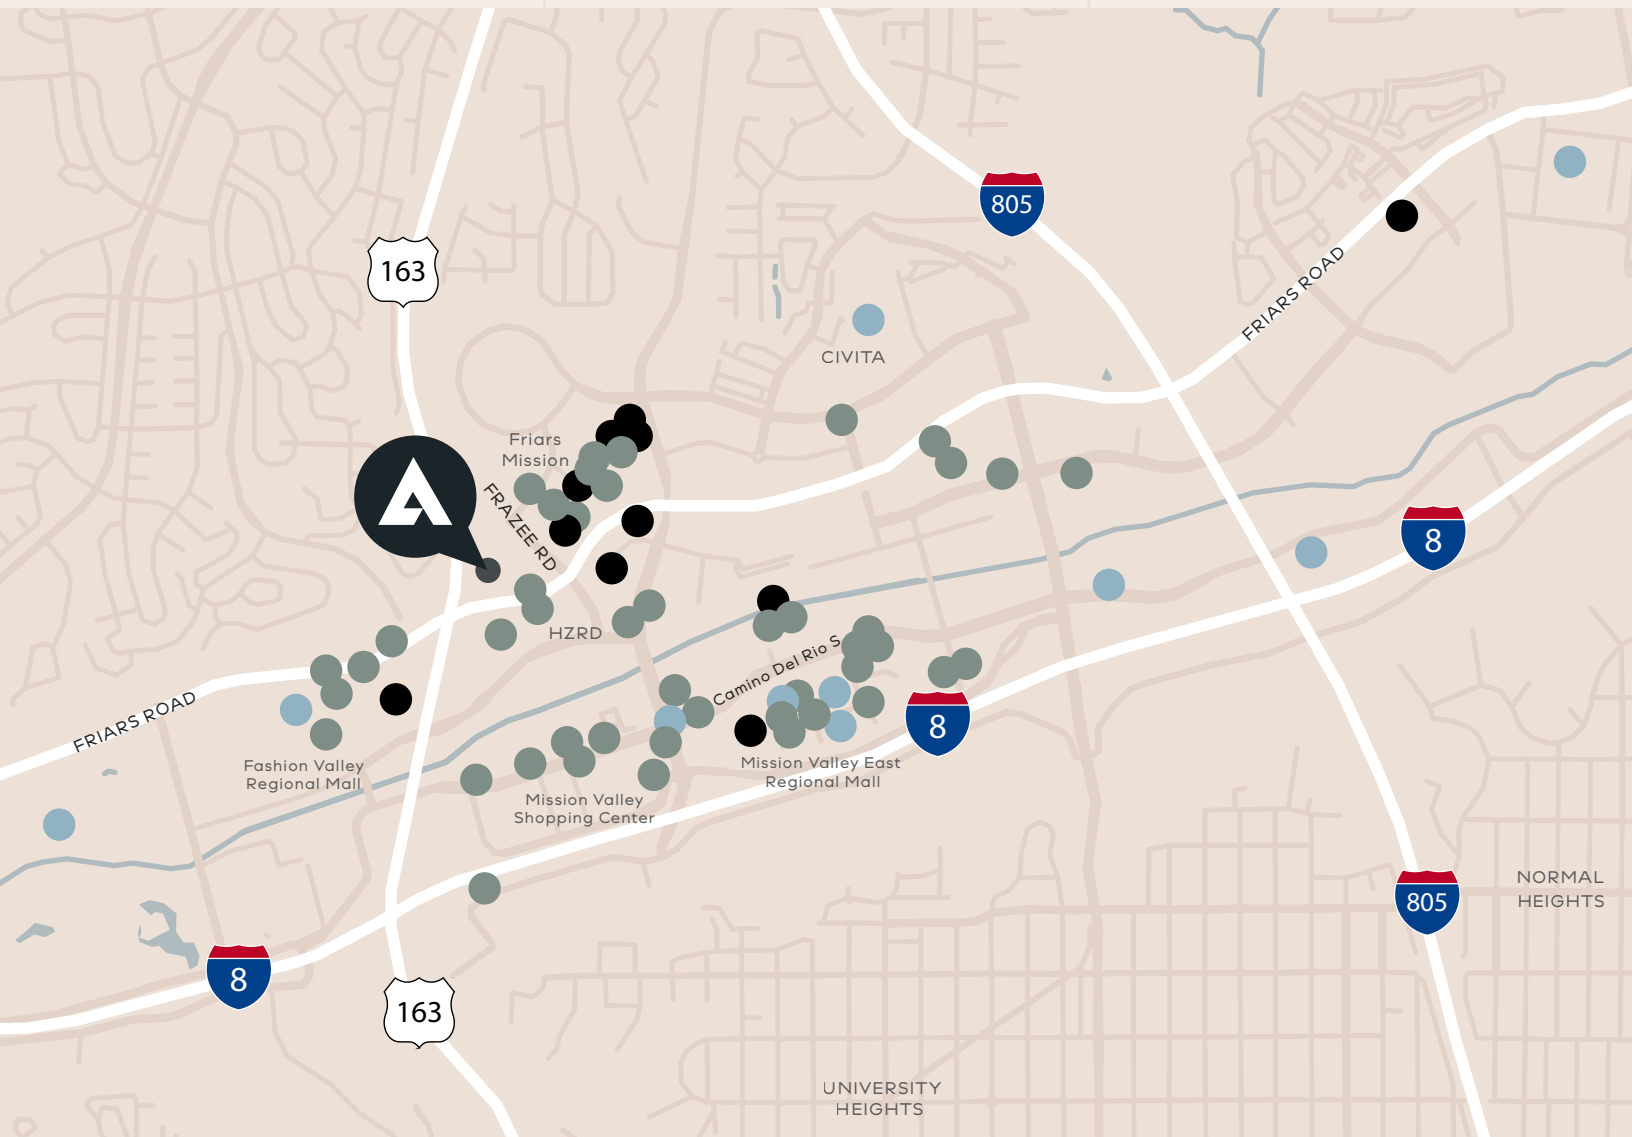 805
163
FRIARS ROAD
CIVITA
Friars
Mission
FRAZEE RD
8
HZRD
Camino Del Rio S
FRIARS ROAD
8
Fashion Valley
Regional Mall
Mission Valley East
Regional Mall
Mission Valley
Shopping Center
NORMAL
HEIGHTS
805
8
163
UNIVERSITY
HEIGHTS